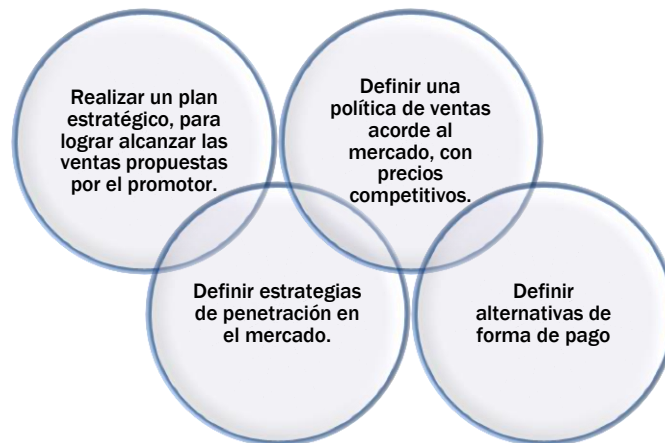 Realizar un plan
estratégico, para
lograr alcanzar las
ventas propuestas
por el promotor.
Definir una
política de ventas
acorde al
mercado, con
precios
competitivos.
Definir estrategias
de penetración en
el mercado.
Definir
alternativas de
forma de pago